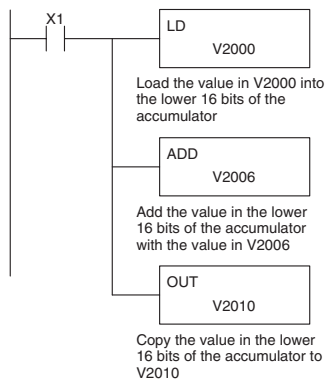 X1
LD
V2000
Load the value in V2000 into
the lower 16 bits of the
accumulator
ADD
V2006
Add the value in the lower
16 bits of the accumulator
with the value in V2006
OUT
V2010
Copy the value in the lower
16 bits of the accumulator to
V2010